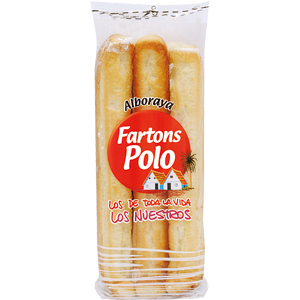 Alboraya
Fartons
Polo
LOS DE TODA LA VIDA
LOS NUESTROS